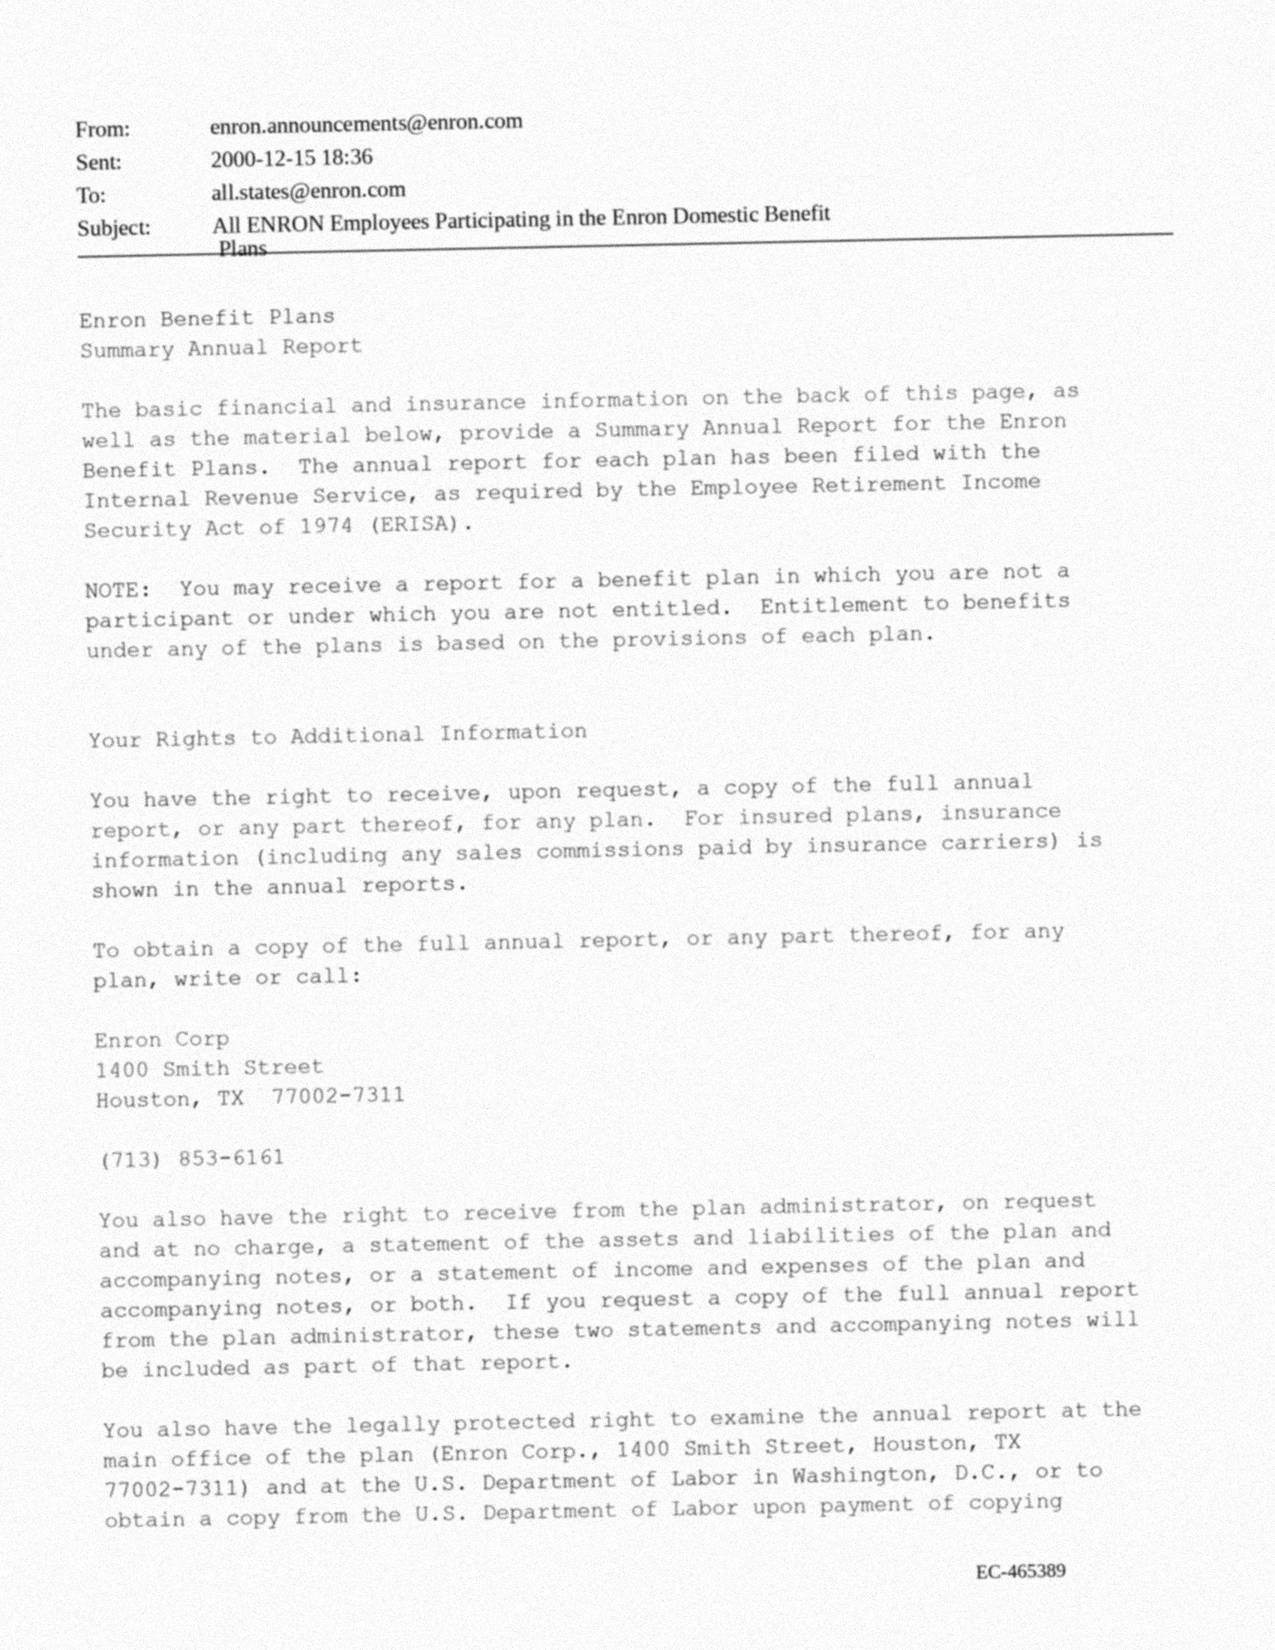 From: enron.announcements@enron.com
Sent: 2000-12-15 18:36
To: all.states@enron.com
Subject: All ENRON Employees Participating in the Enron Domestic Benefit
Plans
Enron Benefit Plans
Summary Annual Report
The basic financial and insurance information on the back of this page, as
well as the material below, provide a Summary Annual Report for the Enron
Benefit Plans.  The annual report for each plan has been filed with the
Internal Revenue Service, as required by the Employee Retirement Income
Security Act of 1974 (ERISA).
NOTE:  You may receive a report for a benefit plan in which you are not a
participant or under which you are not entitled.  Entitlement to benefits
under any of the plans is based on the provisions of each plan.
Your Rights to Additional Information
You have the right to receive, upon request, a copy of the full annual
report, or any part thereof, for any plan.  For insured plans, insurance
information (including any sales commissions paid by insurance carriers) is
shown in the annual reports.
To obtain a copy of the full annual report, or any part thereof, for any
plan, write or call:
Enron Corp
1400 Smith Street
Houston, TX  77002-7311
(713) 853-6161
You also have the right to receive from the plan administrator, on request
and at no charge, a statement of the assets and liabilities of the plan and
accompanying notes, or a statement of income and expenses of the plan and
accompanying notes, or both.  If you request a copy of the full annual report
from the plan administrator, these two statements and accompanying notes will
be included as part of that report.
You also have the legally protected right to examine the annual report at the
main office of the plan (Enron Corp., 1400 Smith Street, Houston, TX
77002-7311) and at the U.S. Department of Labor in Washington, D.C., or to
obtain a copy from the U.S. Department of Labor upon payment of copying
EC-465389